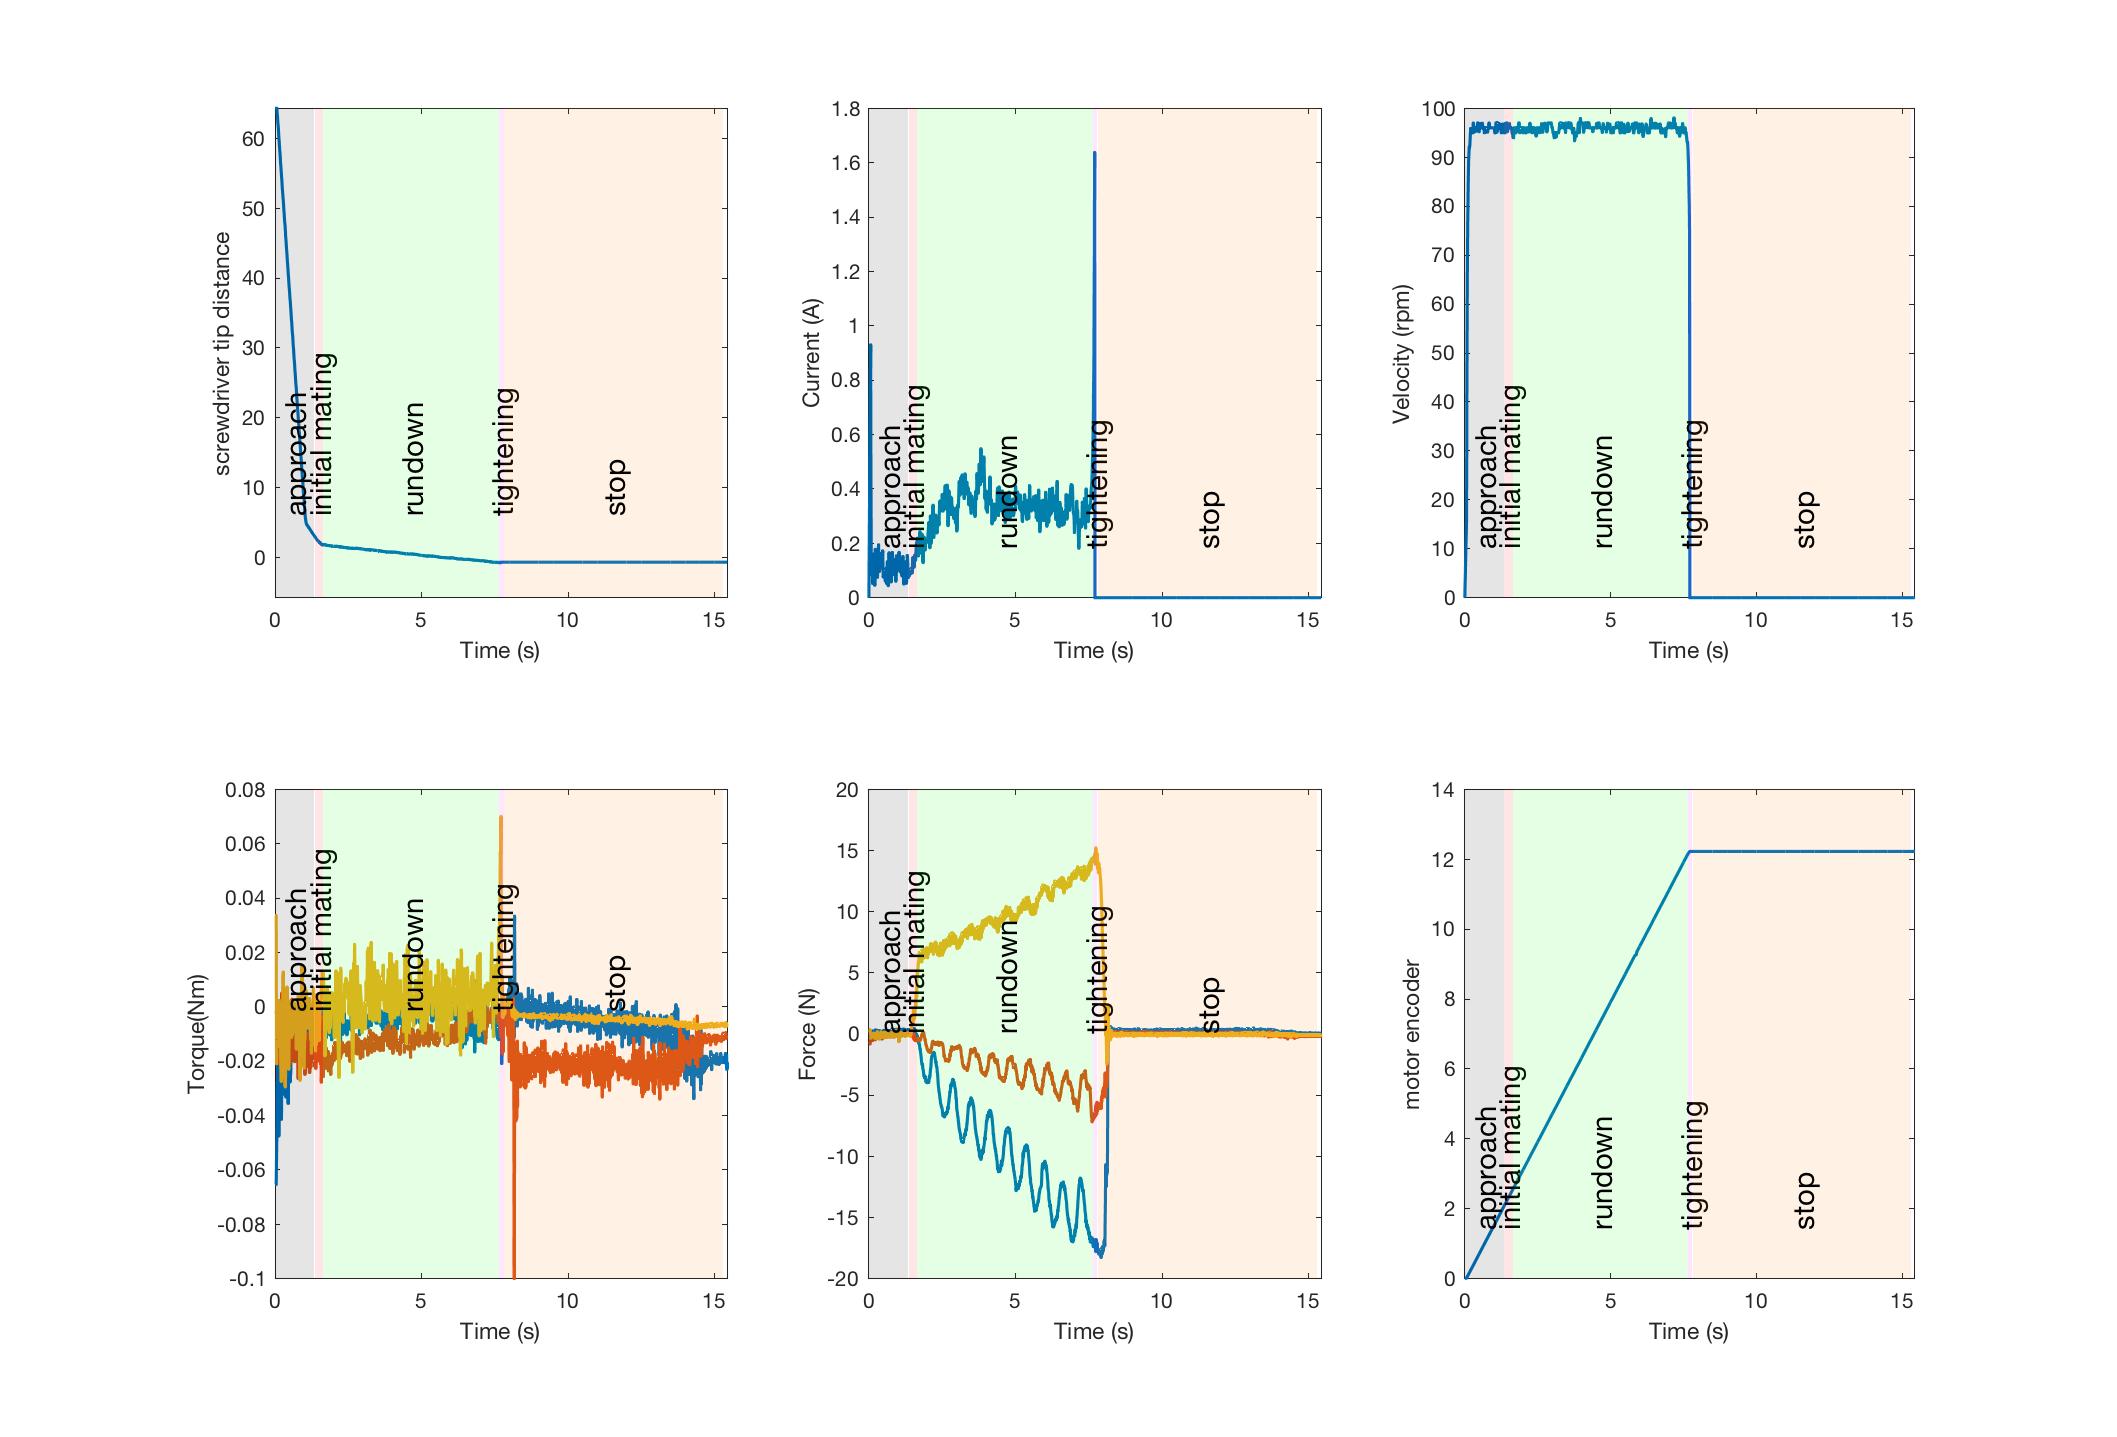 screwdriver tip distance
60
50
40
30
20
10
0
approach
initial mating
rundown
tightening
stop
0 5 10 15
Time (s)
Current (A)
1.8
1.6
1.4
1.2
1
0.8
0.6
0.4
0.2
0
approach
initial mating
rundown
tightening
stop
0 5 10 15
Time (s)
Velocity (rpm)
100
90
80
70
60
50
40
30
20
10
0
approach
initial mating
rundown
tightening
stop
0 5 10 15
Time (s)
Torque(Nm)
0.08
0.06
0.04
0.02
0
-0.02
-0.04
-0.06
-0.08
-0.1
approach
initial mating
rundown
tightening
stop
0 5 10 15
Time (s)
Force (N)
20
15
10
5
0
-5
-10
-15
-20
approach
initial mating
rundown
tightening
stop
0 5 10 15
Time (s)
motor encoder
14
12
10
8
6
4
2
0
approach
initial mating
rundown
tightening
stop
0 5 10 15
Time (s)